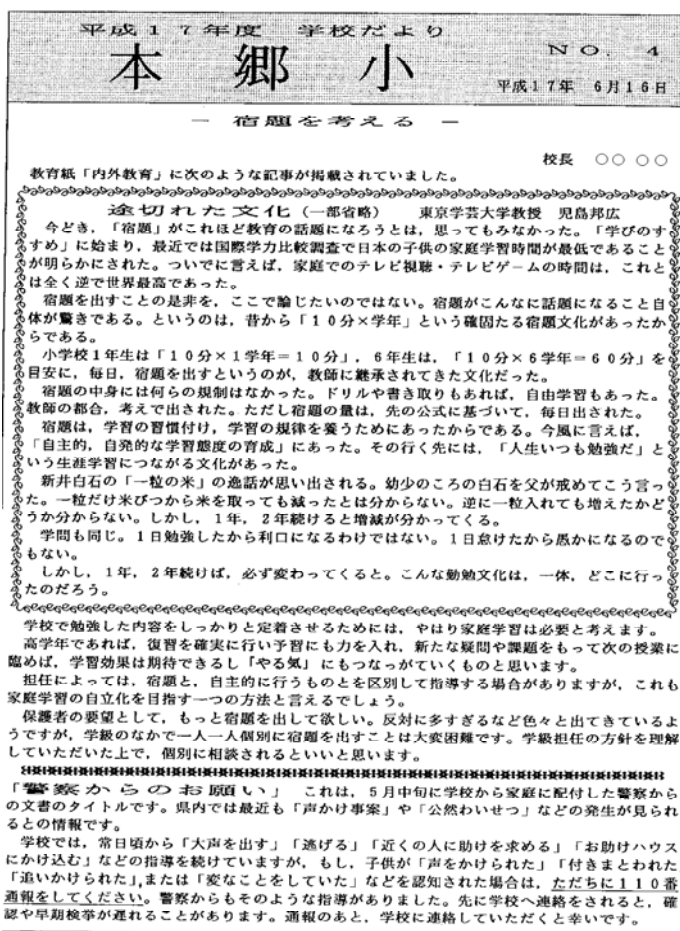 平成17年度 学校だより
本郷小
NO. 4
平成17年 6月16日
― 宿題を考える ―
校長 ○○ ○○
教育紙「内外教育」に次のような記事が掲載されていました。
途切れた文化（一部省略） 東京学芸大学教授 児島邦広
今どき，「宿題」がこれほど教育の話題になろうとは，思ってもみなかった。「学びのす
すめ」に始まり，最近では国際学力比較調査で日本の子供の家庭学習時間が最低であること
が明らかにされた。ついでに言えば，家庭でのテレビ視聴・テレビゲームの時間は，これと
は全く逆で世界最高であった。
宿題を出すことの是非を，ここで論じたいのではない。宿題がこんなに話題になること自
体が驚きである。というのは，昔から「10分×学年」という確固たる宿題文化があったか
らである。
小学校1年生は「10分×1学年＝10分」，6年生は，「10分×6学年＝60分」を
目安に，毎日，宿題を出すというのが，教師に継承されてきた文化だった。
宿題の中身には何らの規制はなかった。ドリルや書き取りもあれば，自由学習もあった。
教師の都合，考えで出された。ただし宿題の量は，先の公式に基づいて，毎日出された。
宿題は，学習の習慣付け，学習の規律を養うためにあったからである。今風に言えば，
「自主的，自発的な学習態度の育成」にあった。その行く先には，「人生いつも勉強だ」と
いう生涯学習につながる文化があった。
新井白石の「一粒の米」の逸話が思い出される。幼少のころの白石を父が戒めてこう言っ
た。一粒だけ米びつから米を取っても減ったとは分からない。逆に一粒入れても増えたかど
うか分からない。しかし，1年，2年続けると増減が分かってくる。
学問も同じ。1日勉強したから利口になるわけではない。1日怠けたから愚かになるので
もない。
しかし，1年，2年続けば，必ず変わってくると。こんな勤勉文化は，一体，どこに行っ
たのだろう。
学校で勉強した内容をしっかりと定着させるためには，やはり家庭学習は必要と考えます。
高学年であれば，復習を確実に行い予習にも力を入れ，新たな疑問や課題をもって次の授業に
臨めば，学習効果は期待できるし「やる気」にもつながっていくものと思います。
担任によっては，宿題と，自主的に行うものとを区別して指導する場合がありますが，これも
家庭学習の自立化を目指す一つの方法と言えるでしょう。
保護者の要望として，もっと宿題を出して欲しい。反対に多すぎるなど色々と出てきているよ
うですが，学級のなかで一人一人個別に宿題を出すことは大変困難です。学級担任の方針を理解
していただいた上で，個別に相談されるといいと思います。
「警察からのお願い」 これは，5月中旬に学校から家庭に配付した警察から
の文書のタイトルです。県内では最近も「声かけ事案」や「公然わいせつ」などの発生が見られ
るとの情報です。
学校では，常日頃から「大声を出す」「逃げる」「近くの人に助けを求める」「お助けハウス
にかけ込む」などの指導を続けていますが，もし，子供が「声をかけられた」「付きまとわれた
「追いかけられた」，または「変なことをしていた」などを認知された場合は，ただちに110番
通報をしてください。警察からもそのような指導がありました。先に学校へ連絡をされると，確
認や早期検挙が遅れることがあります。通報のあと，学校に連絡していただくと幸いです。